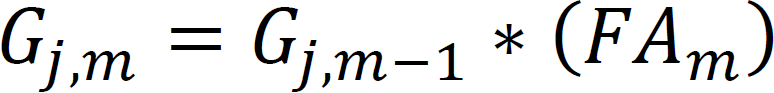 G_{j,m} = G_{j,m-1} * (FA_m)